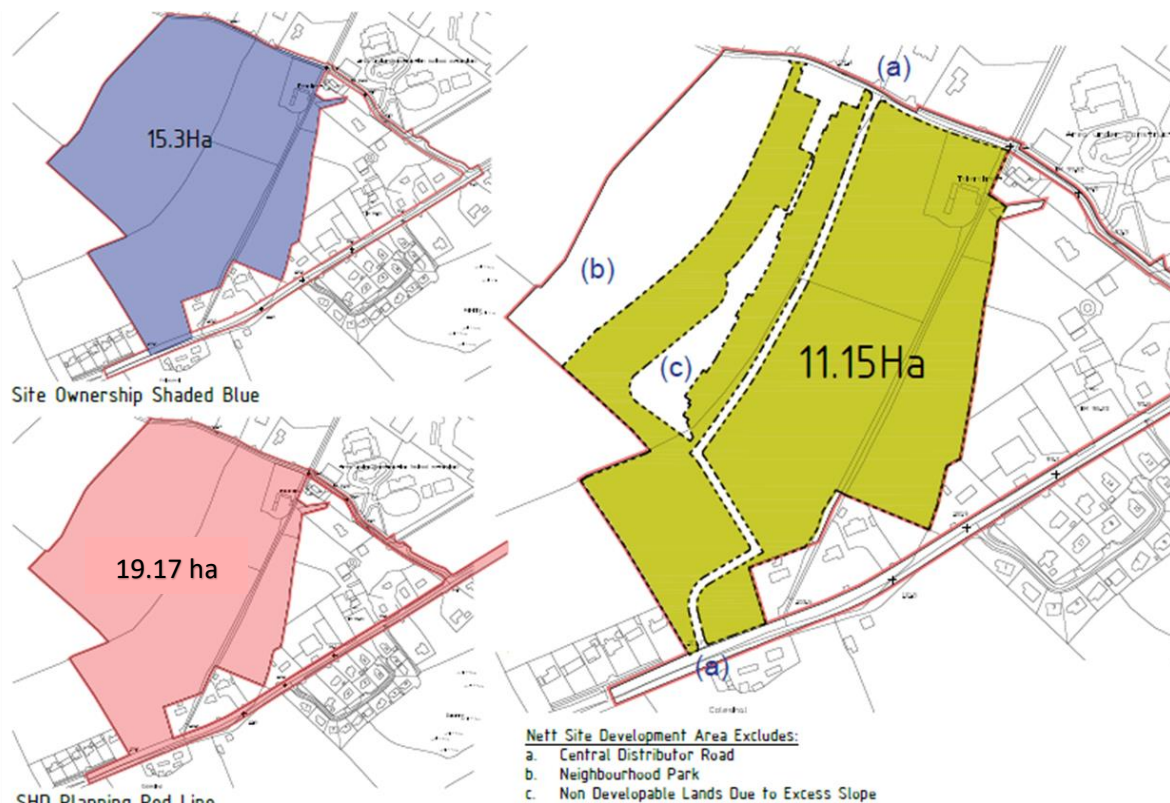 15.3Ha
Site Ownership Shaded Blue
19.17 ha
SHD Planning Red Line
(a)
(b)
(c)
11.15Ha
(a)
Nett Site Development Area Excludes:
a. Central Distributor Road
b. Neighbourhood Park
c. Non Developable Lands Due to Excess Slope